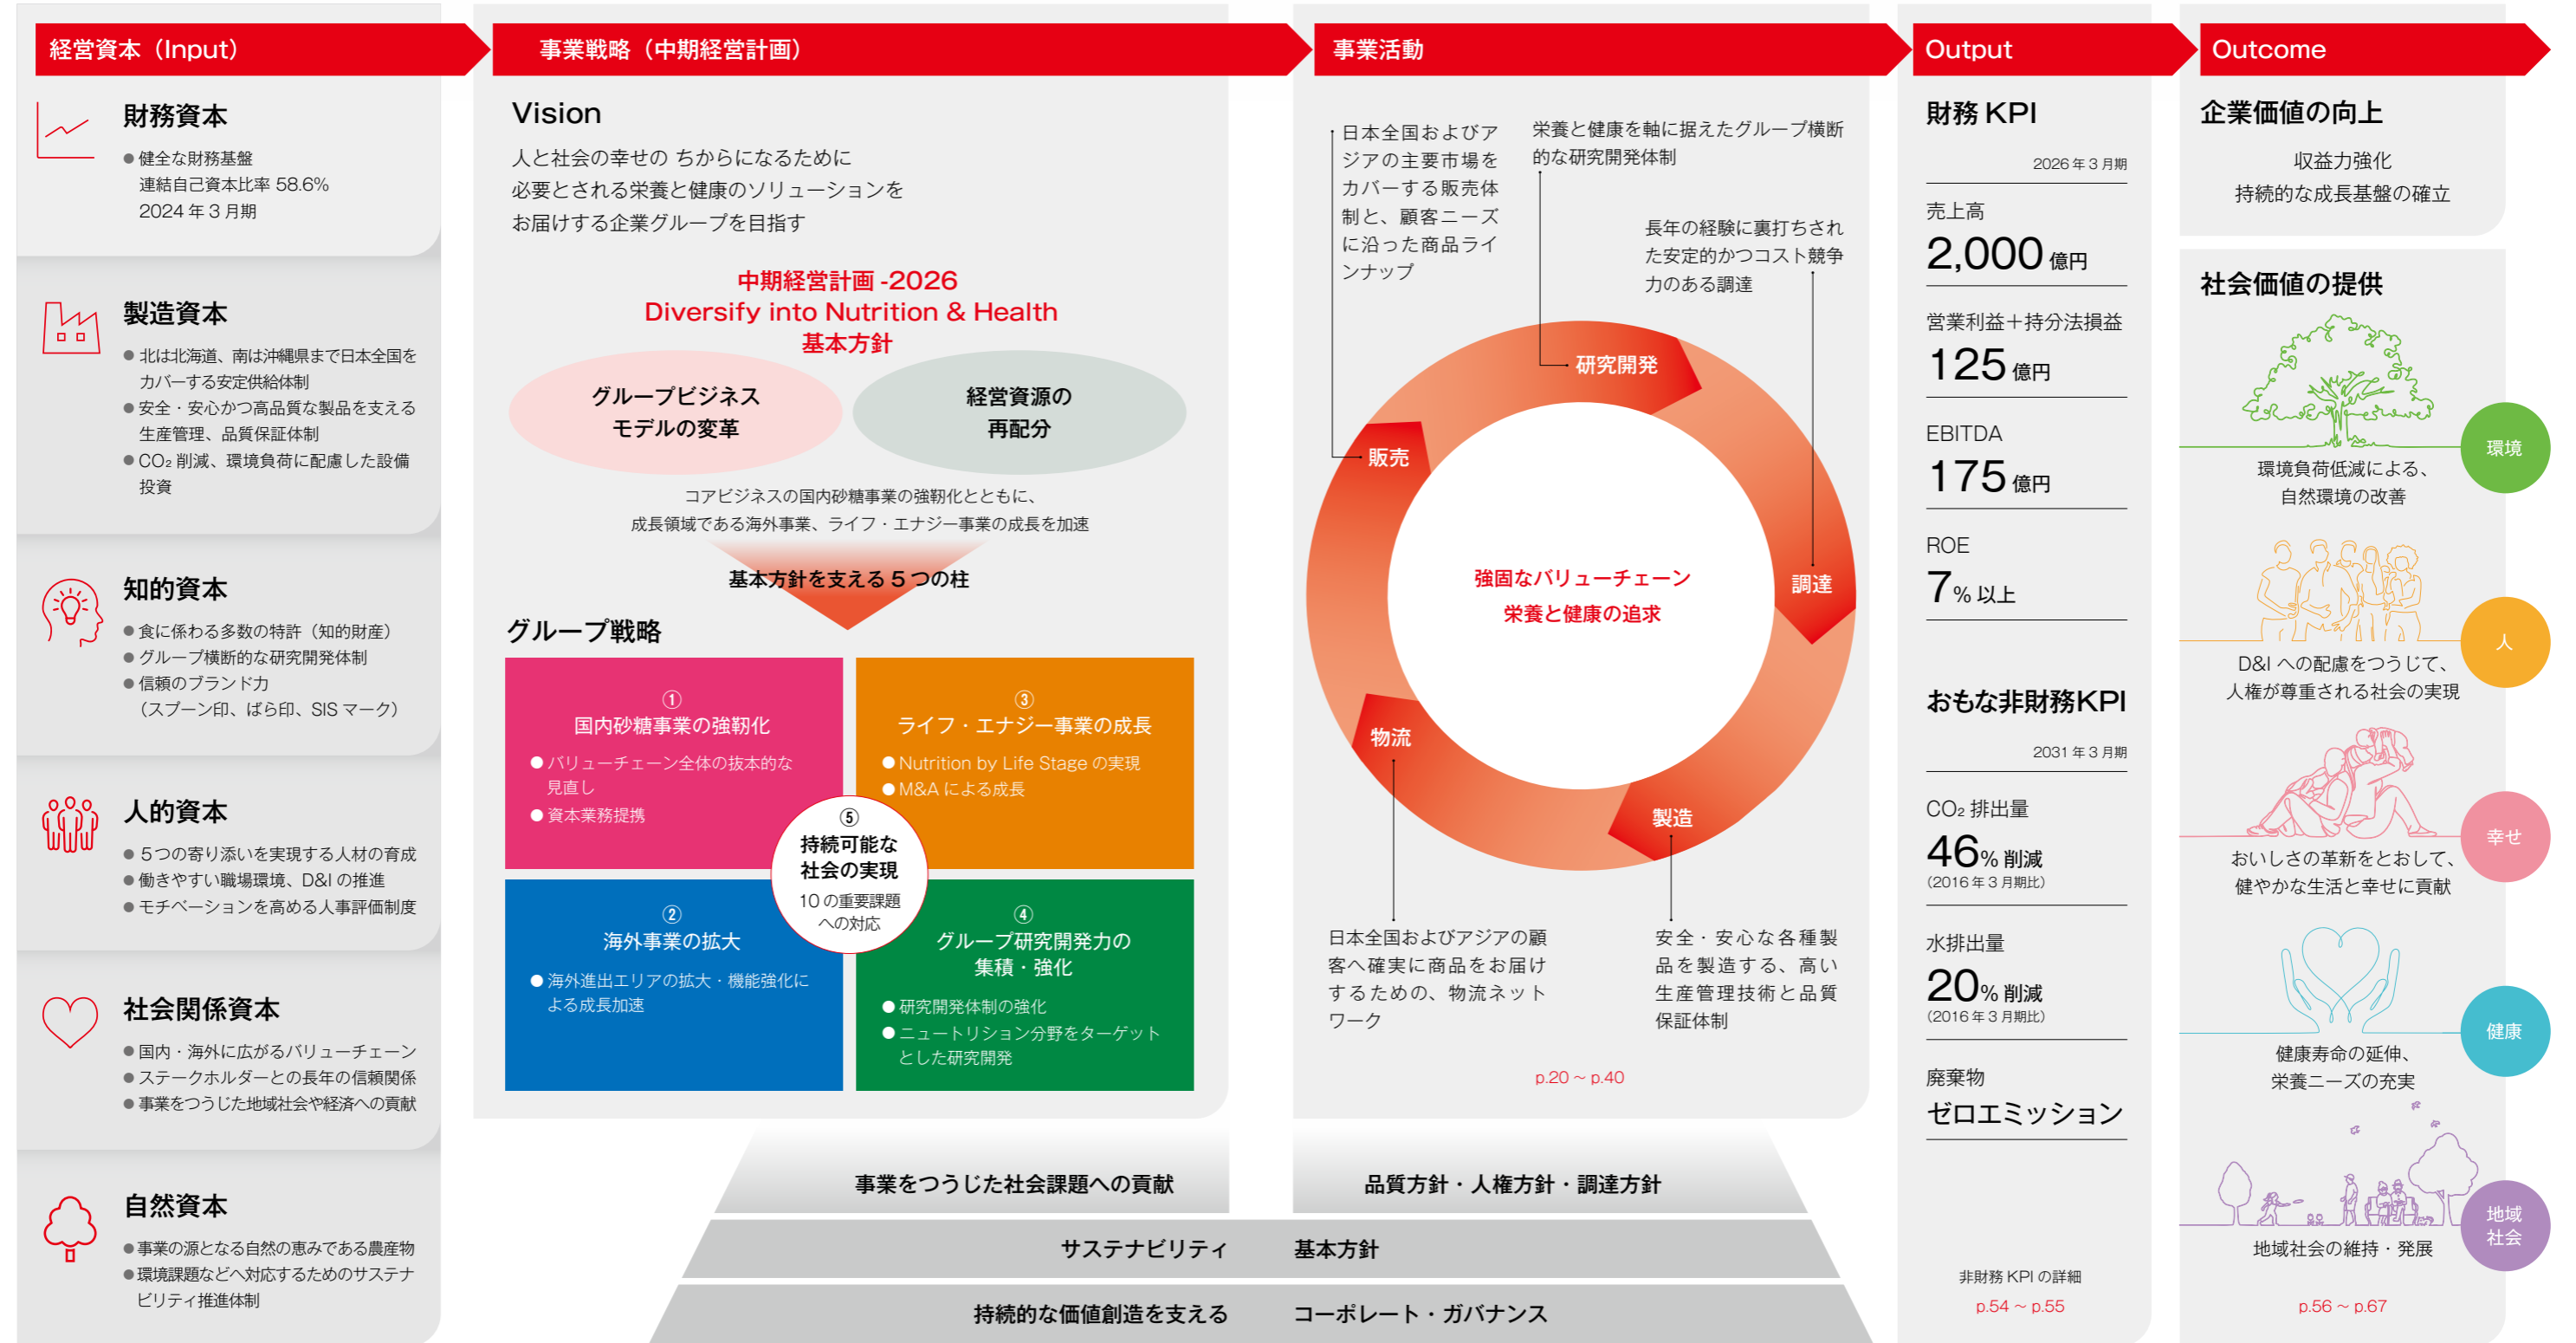 経営資本（Input）
財務資本
● 健全な財務基盤
連結自己資本比率 58.6%
2024 年 3 月期
製造資本
● 北は北海道、南は沖縄県まで日本全国を
カバーする安定供給体制
● 安全・安心かつ高品質な製品を支える
生産管理、品質保証体制
● CO₂ 削減、環境負荷に配慮した設備
投資
知的資本
● 食に係わる多数の特許（知的財産）
● グループ横断的な研究開発体制
● 信頼のブランド力
（スプーン印、ばら印、SIS マーク）
人的資本
● 5つの寄り添いを実現する人材の育成
● 働きやすい職場環境、D&I の推進
● モチベーションを高める人事評価制度
社会関係資本
● 国内・海外に広がるバリューチェーン
● ステークホルダーとの長年の信頼関係
● 事業をつうじた地域社会や経済への貢献
自然資本
● 事業の源となる自然の恵みである農産物
● 環境課題などへ対応するためのサステナ
ビリティ推進体制
事業戦略（中期経営計画）
Vision
人と社会の幸せの ちからになるために
必要とされる栄養と健康のソリューションを
お届けする企業グループを目指す
中期経営計画 -2026
Diversify into Nutrition & Health
基本方針
グループビジネス
モデルの変革
経営資源の
再配分
コアビジネスの国内砂糖事業の強靭化とともに、
成長領域である海外事業、ライフ・エナジー事業の成長を加速
基本方針を支える 5 つの柱
グループ戦略
①
国内砂糖事業の強靭化
● バリューチェーン全体の抜本的な
見直し
● 資本業務提携
③
ライフ・エナジー事業の成長
● Nutrition by Life Stage の実現
● M&A による成長
⑤
持続可能な
社会の実現
10 の重要課題
への対応
②
海外事業の拡大
● 海外進出エリアの拡大・機能強化に
よる成長加速
④
グループ研究開発力の
集積・強化
● 研究開発体制の強化
● ニュートリション分野をターゲット
とした研究開発
事業活動
日本全国およびア
ジアの主要市場を
カバーする販売体
制と、顧客ニーズ
に沿った商品ライ
ンナップ
栄養と健康を軸に据えたグループ横断
的な研究開発体制
長年の経験に裏打ちされ
た安定的かつコスト競争
力のある調達
研究開発
販売
調達
強固なバリューチェーン
栄養と健康の追求
物流
製造
日本全国およびアジアの顧
客へ確実に商品をお届け
するための、物流ネット
ワーク
安全・安心な各種製
品を製造する、高い
生産管理技術と品質
保証体制
p.20 ～ p.40
事業をつうじた社会課題への貢献
品質方針・人権方針・調達方針
サステナビリティ 基本方針
持続的な価値創造を支える コーポレート・ガバナンス
Output
財務 KPI
2026 年 3 月期
売上高
2,000 億円
営業利益＋持分法損益
125 億円
EBITDA
175 億円
ROE
7% 以上
おもな非財務KPI
2031 年 3 月期
CO₂ 排出量
46% 削減
（2016 年 3 月期比）
水排出量
20% 削減
（2016 年 3 月期比）
廃棄物
ゼロエミッション
非財務 KPI の詳細
p.54 ～ p.55
Outcome
企業価値の向上
収益力強化
持続的な成長基盤の確立
社会価値の提供
環境
環境負荷低減による、
自然環境の改善
人
D&I への配慮をつうじて、
人権が尊重される社会の実現
幸せ
おいしさの革新をとおして、
健やかな生活と幸せに貢献
健康
健康寿命の延伸、
栄養ニーズの充実
地域
社会
地域社会の維持・発展
p.56 ～ p.67